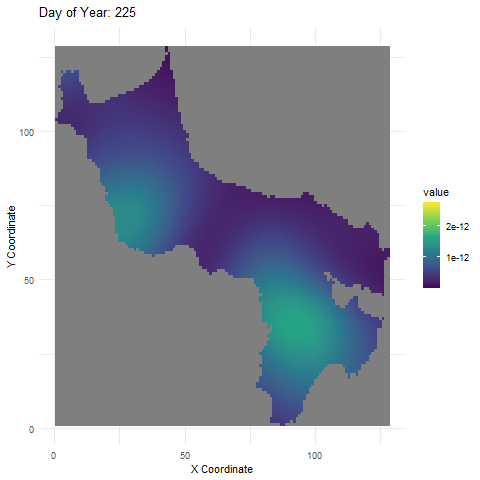 Day of Year: 225
Y Coordinate
100
50
0
0
50
100
X Coordinate
value
2e-12
1e-12